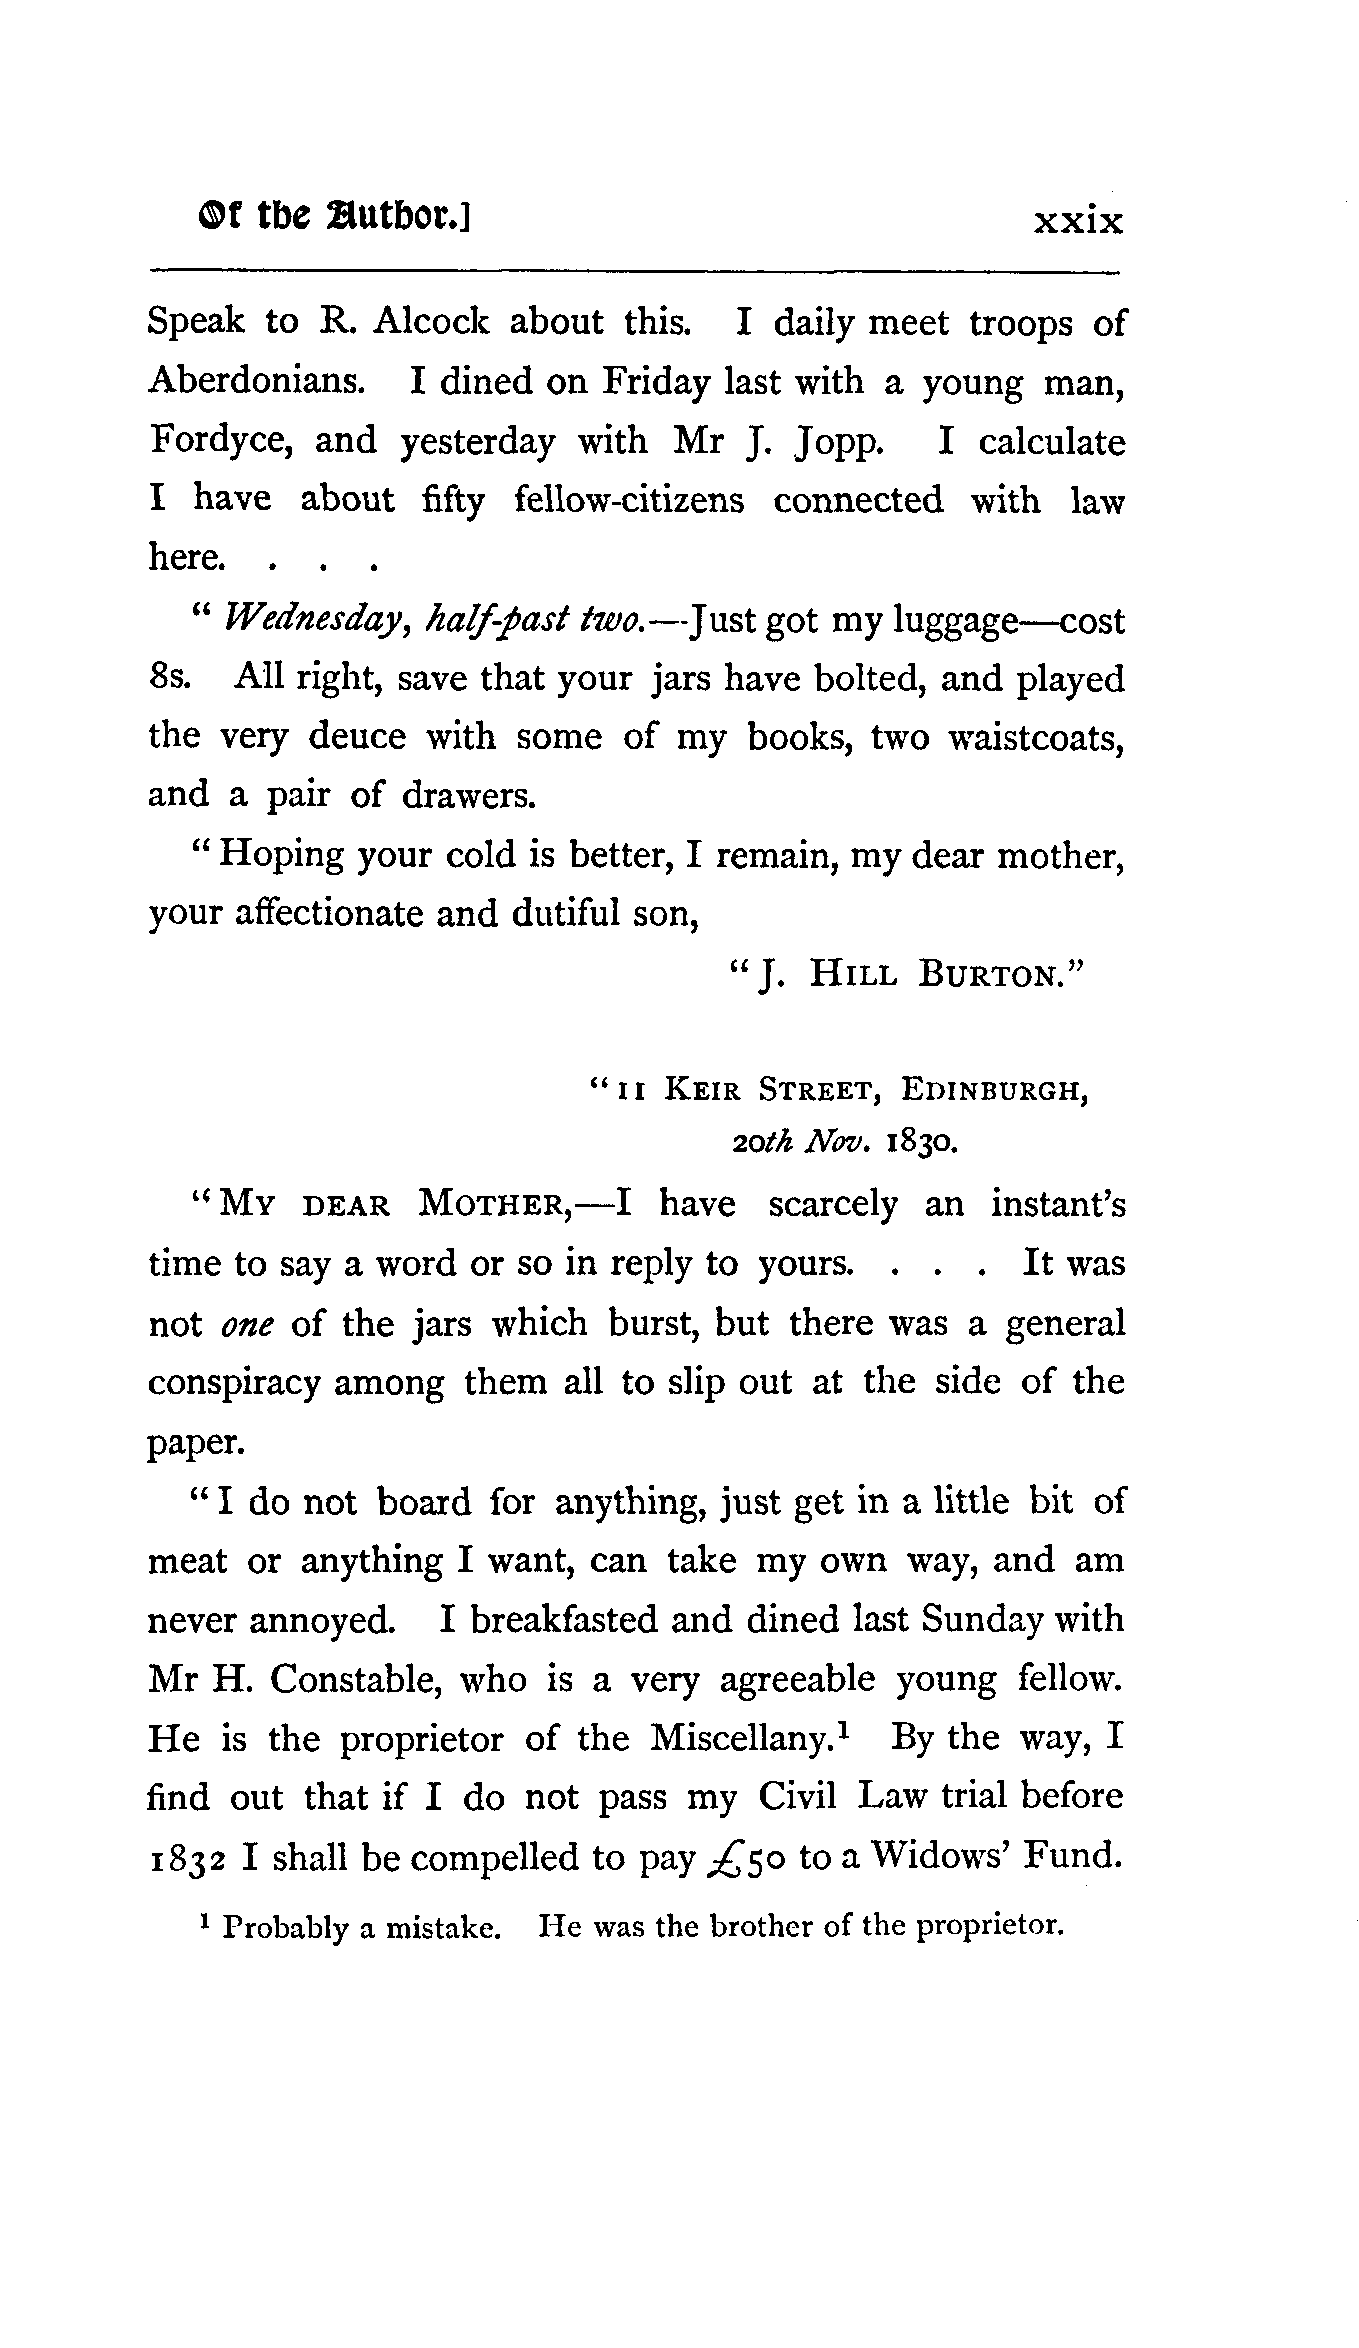 Of the Author.] xxix
Speak to R. Alcock about this. I daily meet troops of
Aberdonians. I dined on Friday last with a young man,
Fordyce, and yesterday with Mr J. Jopp. I calculate
I have about fifty fellow-citizens connected with law
here. . . .
" Wednesday, half-past two.—Just got my luggage—cost
8s. All right, save that your jars have bolted, and played
the very deuce with some of my books, two waistcoats,
and a pair of drawers.
" Hoping your cold is better, I remain, my dear mother,
your affectionate and dutiful son,
" J. HILL BURTON."
" 11 KEIR STREET, EDINBURGH,
20th Nov. 1830.
" MY DEAR MOTHER,—I have scarcely an instant's
time to say a word or so in reply to yours. . . . It was
not one of the jars which burst, but there was a general
conspiracy among them all to slip out at the side of the
paper.
" I do not board for anything, just get in a little bit of
meat or anything I want, can take my own way, and am
never annoyed. I breakfasted and dined last Sunday with
Mr H. Constable, who is a very agreeable young fellow.
He is the proprietor of the Miscellany.¹ By the way, I
find out that if I do not pass my Civil Law trial before
1832 I shall be compelled to pay £50 to a Widows' Fund.
¹ Probably a mistake. He was the brother of the proprietor.